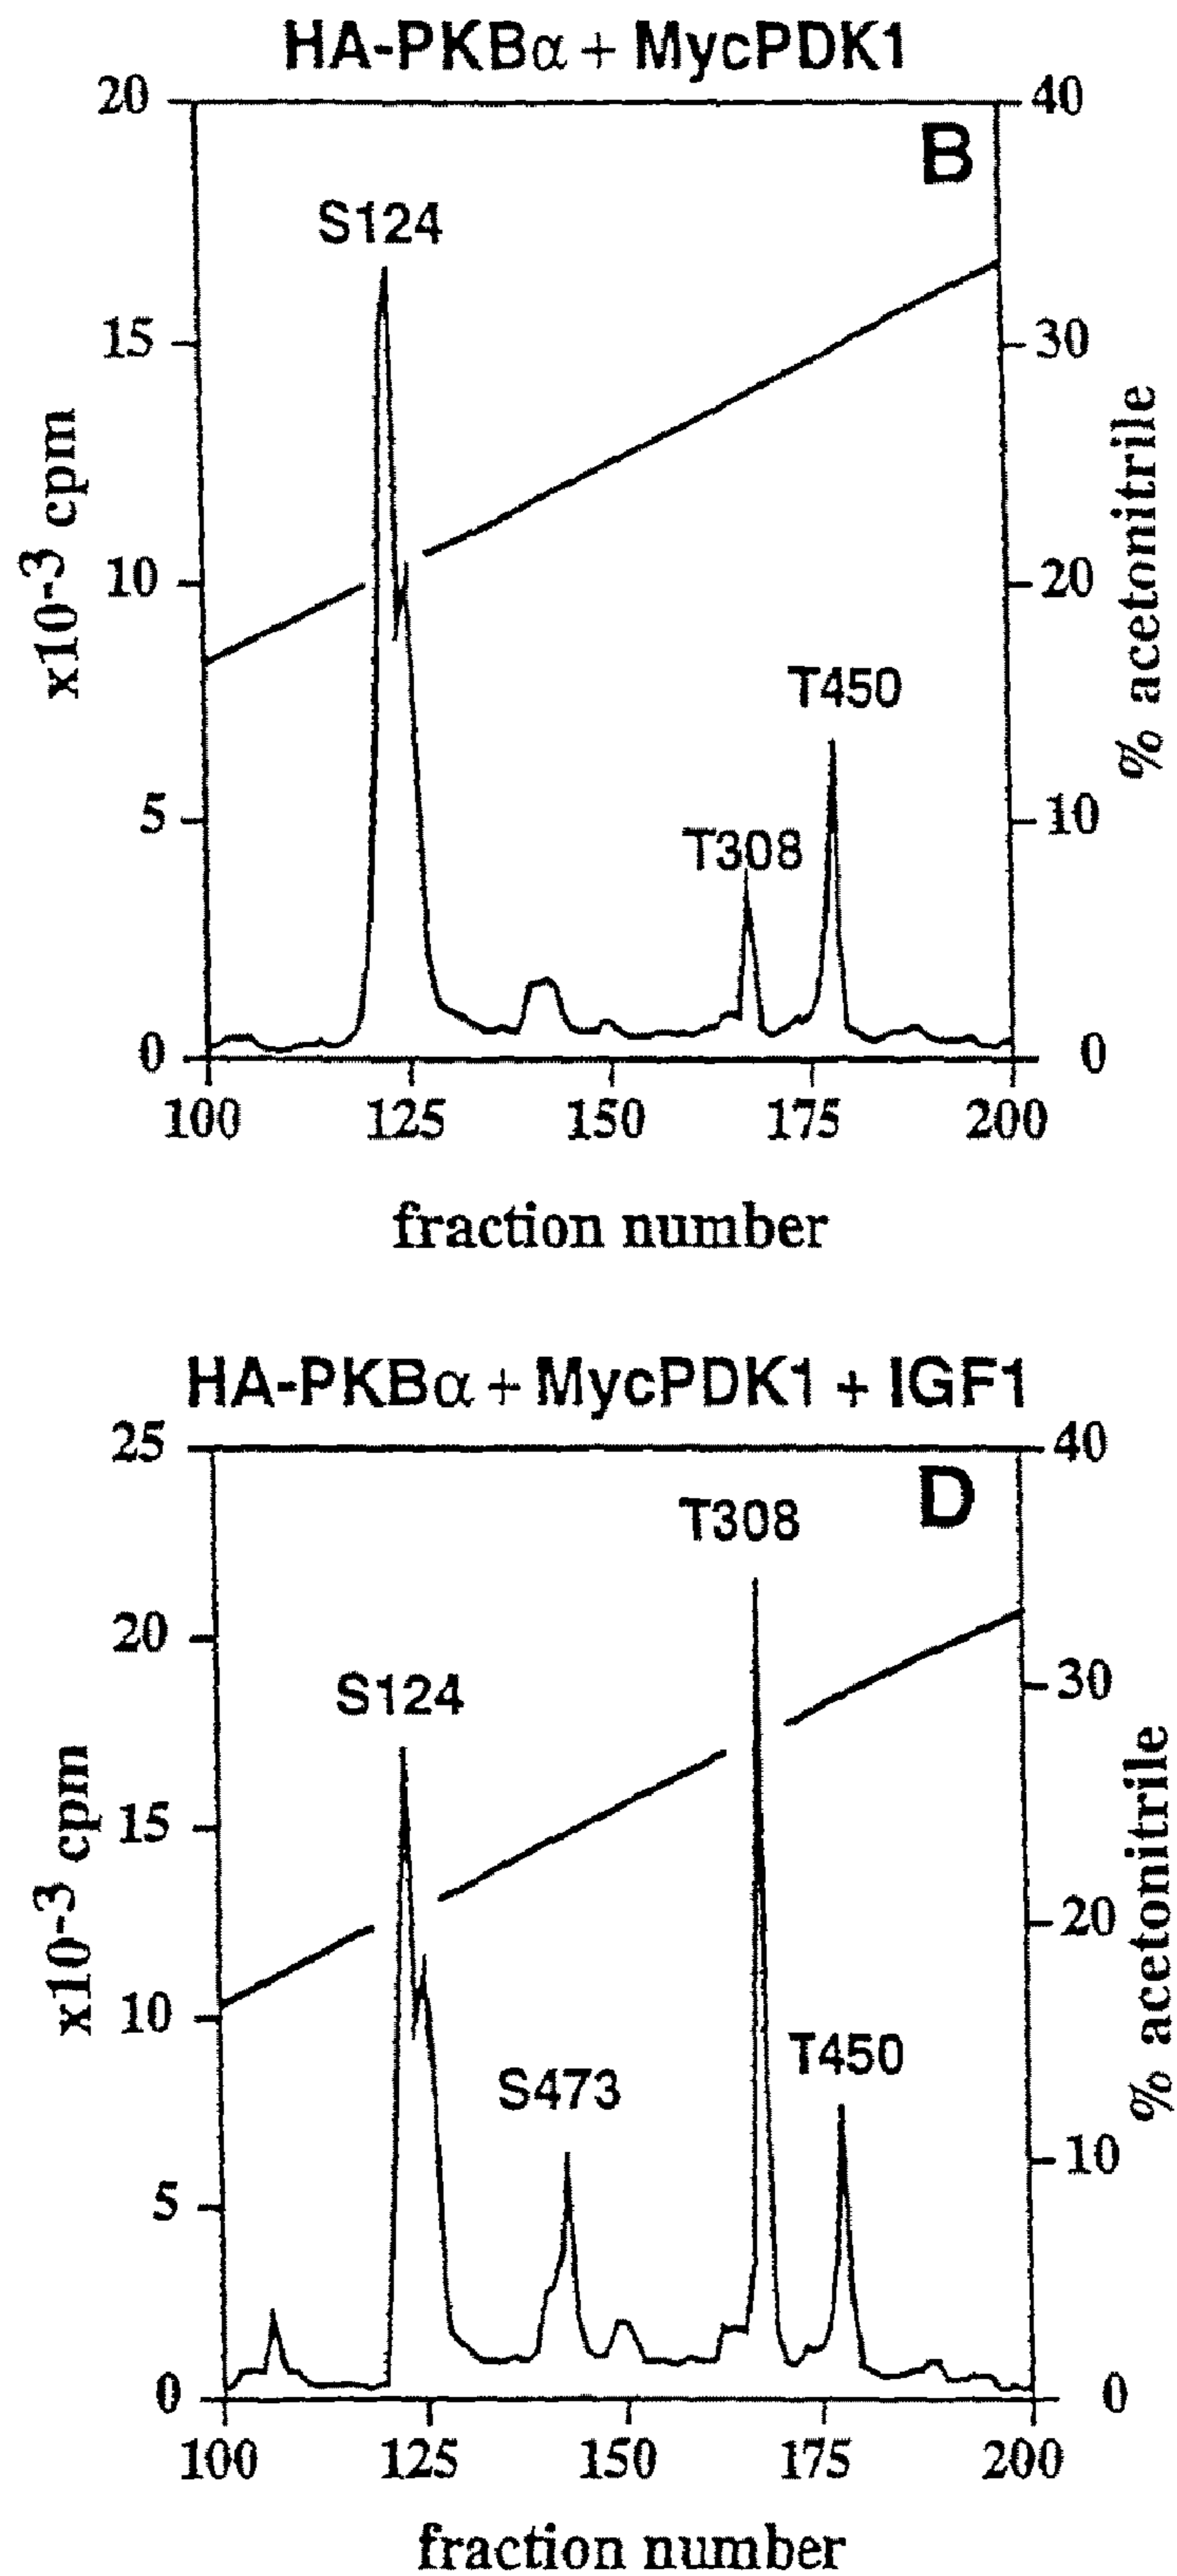 HA-PKBα + MycPDK1
20
40
B
S124
15
30
x10-3 cpm
% acetonitrile
10
20
T450
5
10
T308
0
0
100 125 150 175 200
fraction number
HA-PKBα + MycPDK1 + IGF1
25
40
D
T308
20
S124
30
x10-3 cpm
% acetonitrile
15
20
10
T450
S473
10
5
0
0
100 125 150 175 200
fraction number